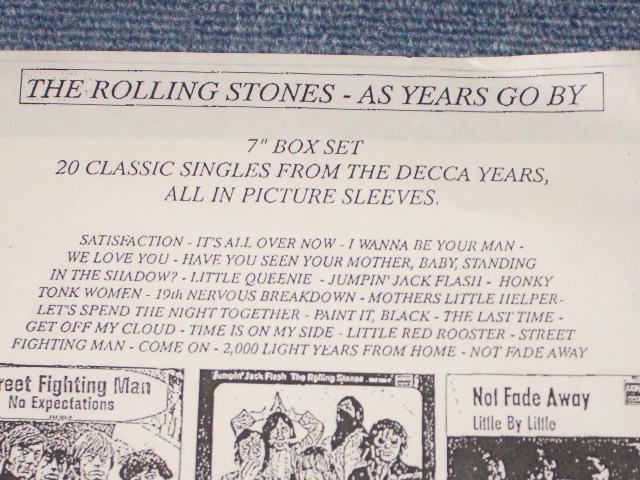 THE ROLLING STONES - AS YEARS GO BY
7" BOX SET
20 CLASSIC SINGLES FROM THE DECCA YEARS,
ALL IN PICTURE SLEEVES.
SATISFACTION - IT'S ALL OVER NOW - I WANNA BE YOUR MAN -
WE LOVE YOU - HAVE YOU SEEN YOUR MOTHER, BABY, STANDING
IN THE SHADOW? - LITTLE QUEENIE - JUMPIN' JACK FLASH - HONKY
TONK WOMEN - 19th NERVOUS BREAKDOWN - MOTHERS LITTLE HELPER-
LET'S SPEND THE NIGHT TOGETHER - PAINT IT, BLACK - THE LAST TIME -
GET OFF MY CLOUD - TIME IS ON MY SIDE - LITTLE RED ROOSTER - STREET
FIGHTING MAN - COME ON - 2,000 LIGHT YEARS FROM HOME - NOT FADE AWAY
reet Fighting Man
No Expectations
Jumpin' Jack Flash The Rolling Stones
Not Fade Away
Little By Little